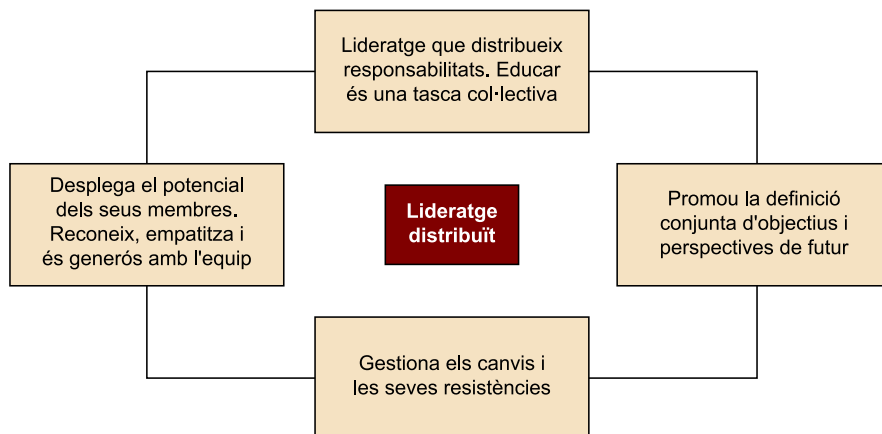 Lideratge que distribueix
responsabilitats. Educar
és una tasca col·lectiva
Desplega el potencial
dels seus membres.
Reconeix, empatitza i
és generós amb l'equip
Lideratge
distribuït
Promou la definició
conjunta d'objectius i
perspectives de futur
Gestiona els canvis i
les seves resistències